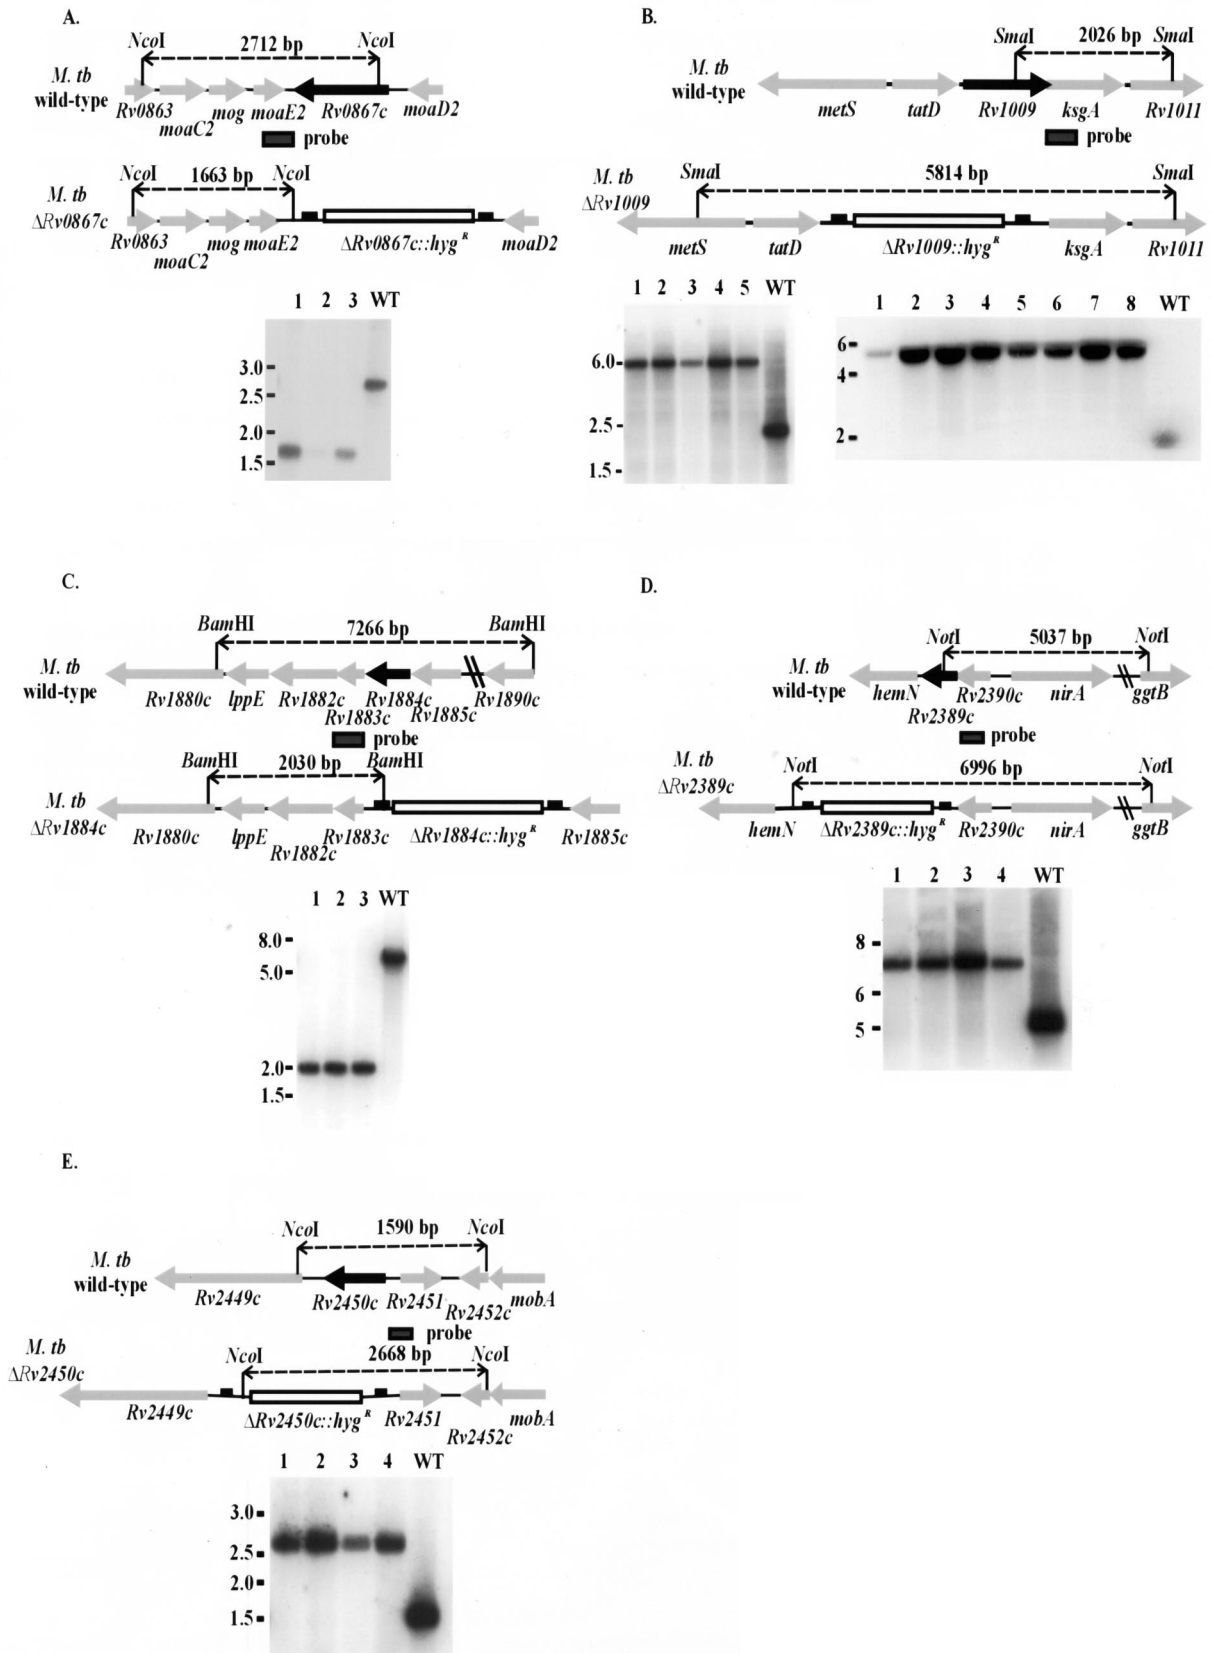 A.
NcoI 2712 bp NcoI
M. tb
wild-type
Rv0863 mog moaE2 Rv0867c moaD2
moaC2
probe
NcoI 1663 bp NcoI
M. tb
ΔRv0867c
Rv0863 mog moaE2 ΔRv0867c::hyg R moaD2
moaC2
1 2 3 WT
3.0
2.5
2.0
1.5
B.
SmaI 2026 bp SmaI
M. tb
wild-type
metS tatD Rv1009 ksgA Rv1011
probe
M. tb
ΔRv1009
SmaI 5814 bp SmaI
metS tatD ΔRv1009::hyg R ksgA Rv1011
1 2 3 4 5 WT
6.0
2.5
1.5
1 2 3 4 5 6 7 8 WT
6
4
2
C.
BamHI 7266 bp BamHI
M. tb
wild-type
Rv1880c lppE Rv1882c Rv1884c Rv1890c
Rv1883c Rv1885c
probe
BamHI 2030 bp BamHI
M. tb
ΔRv1884c
Rv1880c lppE Rv1883c ΔRv1884c::hyg R Rv1885c
Rv1882c
1 2 3 WT
8.0
5.0
2.0
1.5
D.
NotI 5037 bp NotI
M. tb
wild-type
hemN Rv2390c nirA ggtB
Rv2389c
probe
M. tb
ΔRv2389c
NotI 6996 bp NotI
hemN ΔRv2389c::hyg R Rv2390c nirA ggtB
1 2 3 4 WT
8
6
5
E.
NcoI 1590 bp NcoI
M. tb
wild-type
Rv2449c Rv2450c Rv2451 Rv2452c mobA
probe
M. tb
ΔRv2450c
NcoI 2668 bp NcoI
Rv2449c ΔRv2450c::hyg R Rv2451 mobA
Rv2452c
1 2 3 4 WT
3.0
2.5
2.0
1.5